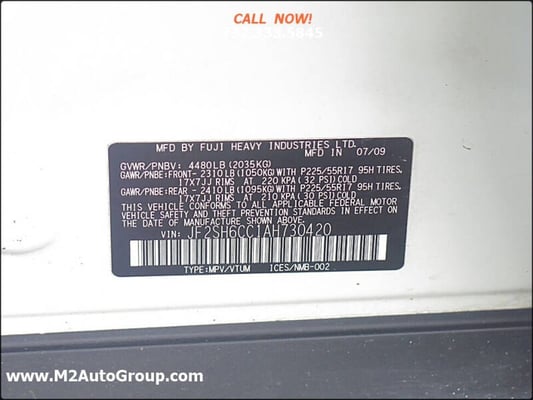 CALL NOW!
732.333.5845
MFD BY FUJI HEAVY INDUSTRIES LTD.
MFD IN 07/09
GVWR/PNBV: 4480LB (2035KG)
GAWR/PNBE:FRONT- 2310LB (1050KG) WITH P225/55R17 95H TIRES,
17X7JJ RIMS AT 220 KPA (32 PSI) COLD
GAWR/PNBE:REAR - 2410LB (1095KG) WITH P225/55R17 95H TIRES,
17X7JJ RIMS AT 210 KPA (30 PSI) COLD
THIS VEHICLE CONFORMS TO ALL APPLICABLE FEDERAL MOTOR
VEHICLE SAFETY STANDARDS IN EFFECT ON THE DATE OF
MANUFACTURE SHOWN ABOVE.
VIN: JF2SH6CC1AH730420
TYPE:MPV/VTUM ICES/NMB-002
www.M2AutoGroup.com